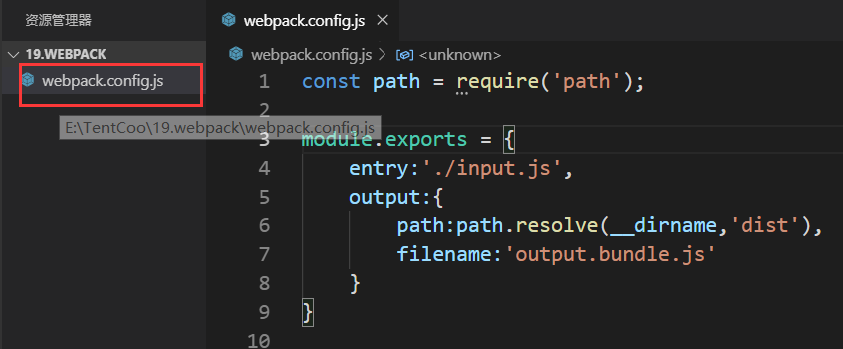 资源管理器
19.WEBPACK
webpack.config.js
E:\TentCoo\19.webpack\webpack.config.js
webpack.config.js ×
webpack.config.js > <unknown>
1 const path = require('path');
2
3 module.exports = {
4 entry:'./input.js',
5 output:{
6 path:path.resolve(__dirname,'dist'),
7 filename:'output.bundle.js'
8 }
9 }
10